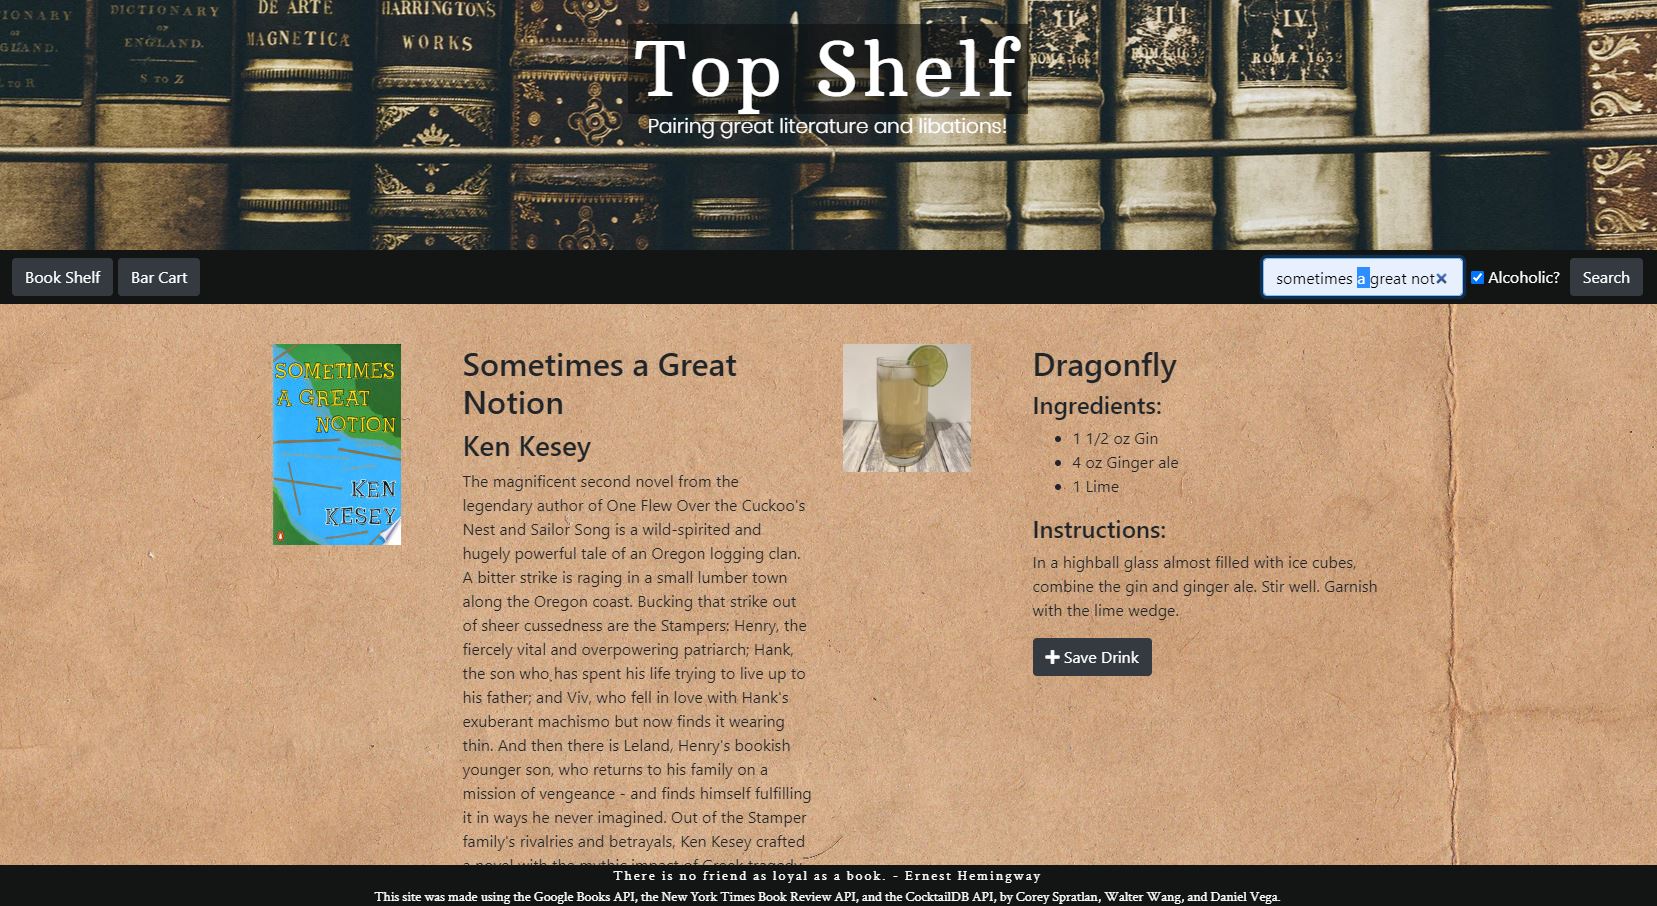 DICTIONARY
OF
ENGLAND.
S TO Z
DE ARTE
MAGNETICA
HARRINGTON'S
WORKS
I
II
III
IV
ROMÆ 1652
Top Shelf
Pairing great literature and libations!
Book Shelf
Bar Cart
sometimes a great not
Alcoholic?
Search
SOMETIMES
A GREAT
NOTION
KEN
KESEY
Sometimes a Great
Notion
Ken Kesey
The magnificent second novel from the
legendary author of One Flew Over the Cuckoo's
Nest and Sailor Song is a wild-spirited and
hugely powerful tale of an Oregon logging clan.
A bitter strike is raging in a small lumber town
along the Oregon coast. Bucking that strike out
of sheer cussedness are the Stampers: Henry, the
fiercely vital and overpowering patriarch; Hank,
the son who has spent his life trying to live up to
his father; and Viv, who fell in love with Hank's
exuberant machismo but now finds it wearing
thin. And then there is Leland, Henry's bookish
younger son, who returns to his family on a
mission of vengeance - and finds himself fulfilling
it in ways he never imagined. Out of the Stamper
family's rivalries and betrayals, Ken Kesey crafted
a novel with the mythic impact of Greek tragedy
Dragonfly
Ingredients:
1 1/2 oz Gin
4 oz Ginger ale
1 Lime
Instructions:
In a highball glass almost filled with ice cubes,
combine the gin and ginger ale. Stir well. Garnish
with the lime wedge.
Save Drink
There is no friend as loyal as a book. - Ernest Hemingway
This site was made using the Google Books API, the New York Times Book Review API, and the CocktailDB API, by Corey Spratlan, Walter Wang, and Daniel Vega.